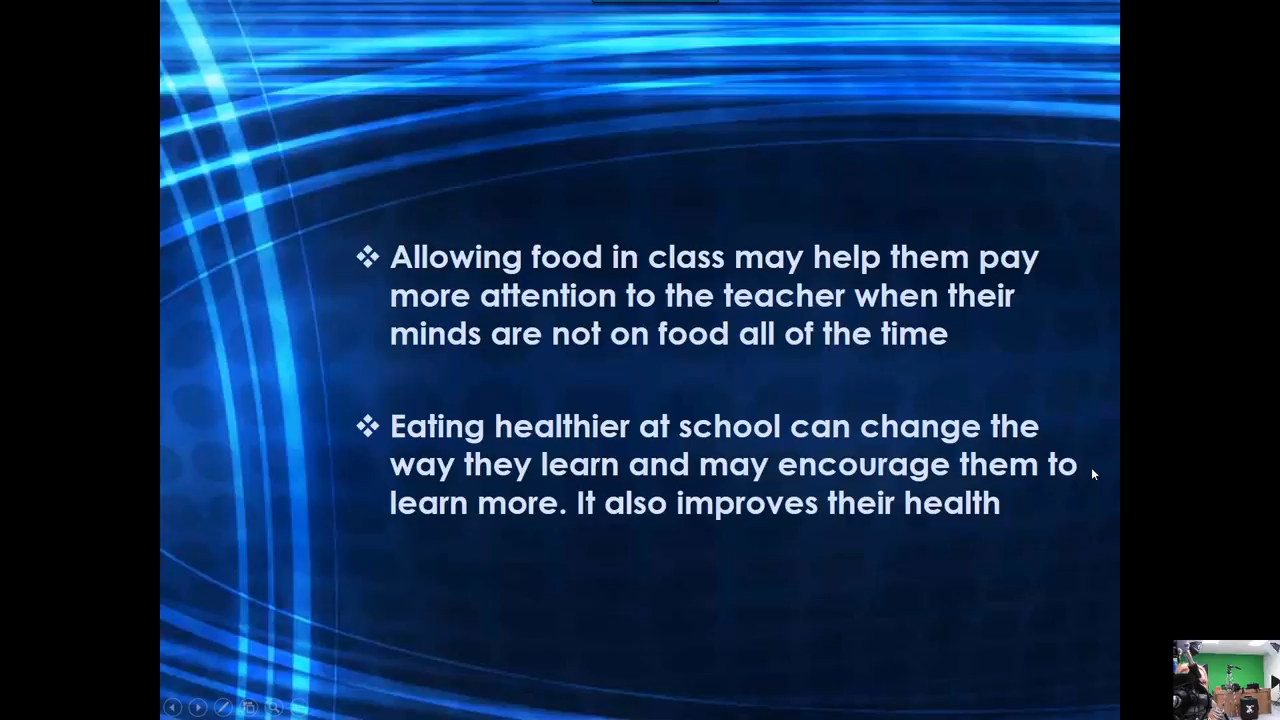 ❖ Allowing food in class may help them pay
more attention to the teacher when their
minds are not on food all of the time
❖ Eating healthier at school can change the
way they learn and may encourage them to
learn more. It also improves their health